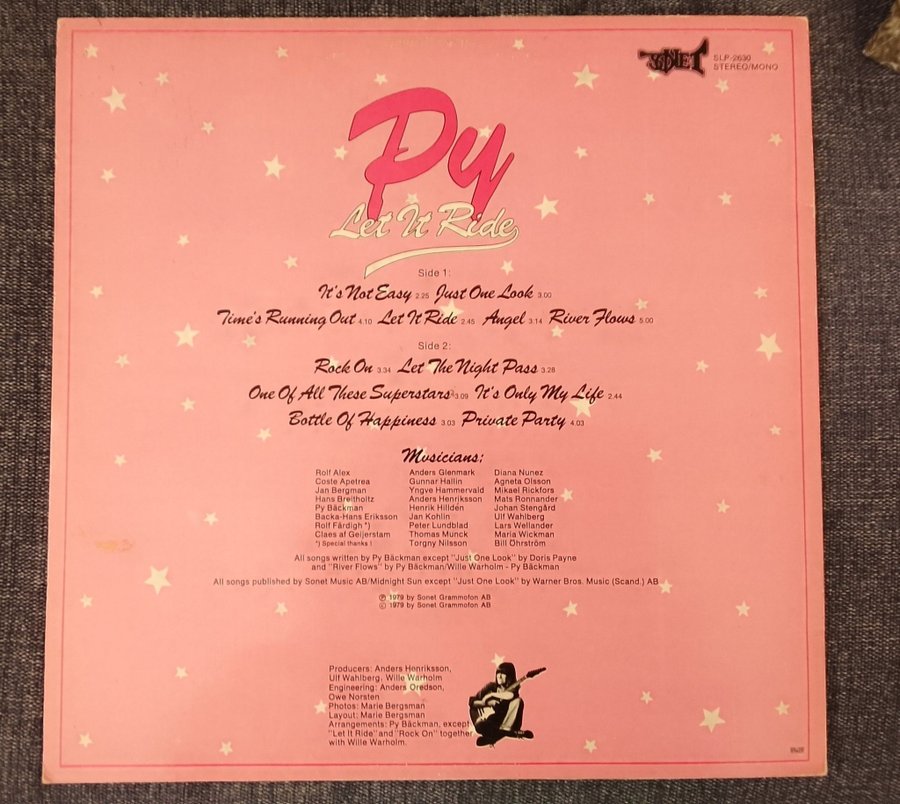 SONET
SLP-2630
STEREO/MONO
Py
Let It Ride
Side 1:
It's Not Easy 2.25 Just One Look 3.00
Time's Running Out 4.10 Let It Ride 2.45 Angel 3.14 River Flows 5.00
Side 2:
Rock On 3.34 Let The Night Pass 3.26
One Of All These Superstars 3.09 It's Only My Life 2.44
Bottle Of Happiness 3.03 Private Party 4.03
Musicians:
Rolf Alex
Coste Apetrea
Jan Bergman
Hans Breitholtz
Py Bäckman
Backa-Hans Eriksson
Rolf Färdigh *)
Claes af Geijerstam
*) Special thanks !
Anders Glenmark
Gunnar Hallin
Yngve Hammervald
Anders Henriksson
Henrik Hilldén
Jan Kohlin
Peter Lundblad
Thomas Munck
Torgny Nilsson
Diana Nunez
Agneta Olsson
Mikael Rickfors
Mats Ronnander
Johan Stengård
Ulf Wahlberg
Lars Wellander
Maria Wickman
Bill Öhrström
All songs written by Py Bäckman except "Just One Look" by Doris Payne
and "River Flows" by Py Bäckman/Wille Warholm - Py Bäckman
All songs published by Sonet Music AB/Midnight Sun except "Just One Look" by Warner Bros. Music (Scand.) AB
℗ 1979 by Sonet Grammofon AB
© 1979 by Sonet Grammofon AB
Producers: Anders Henriksson,
Ulf Wahlberg, Wille Warholm
Engineering: Anders Oredson,
Owe Norsten
Photos: Marie Bergsman
Layout: Marie Bergsman
Arrangements: Py Bäckman, except
"Let It Ride" and "Rock On" together
with Wille Warholm.